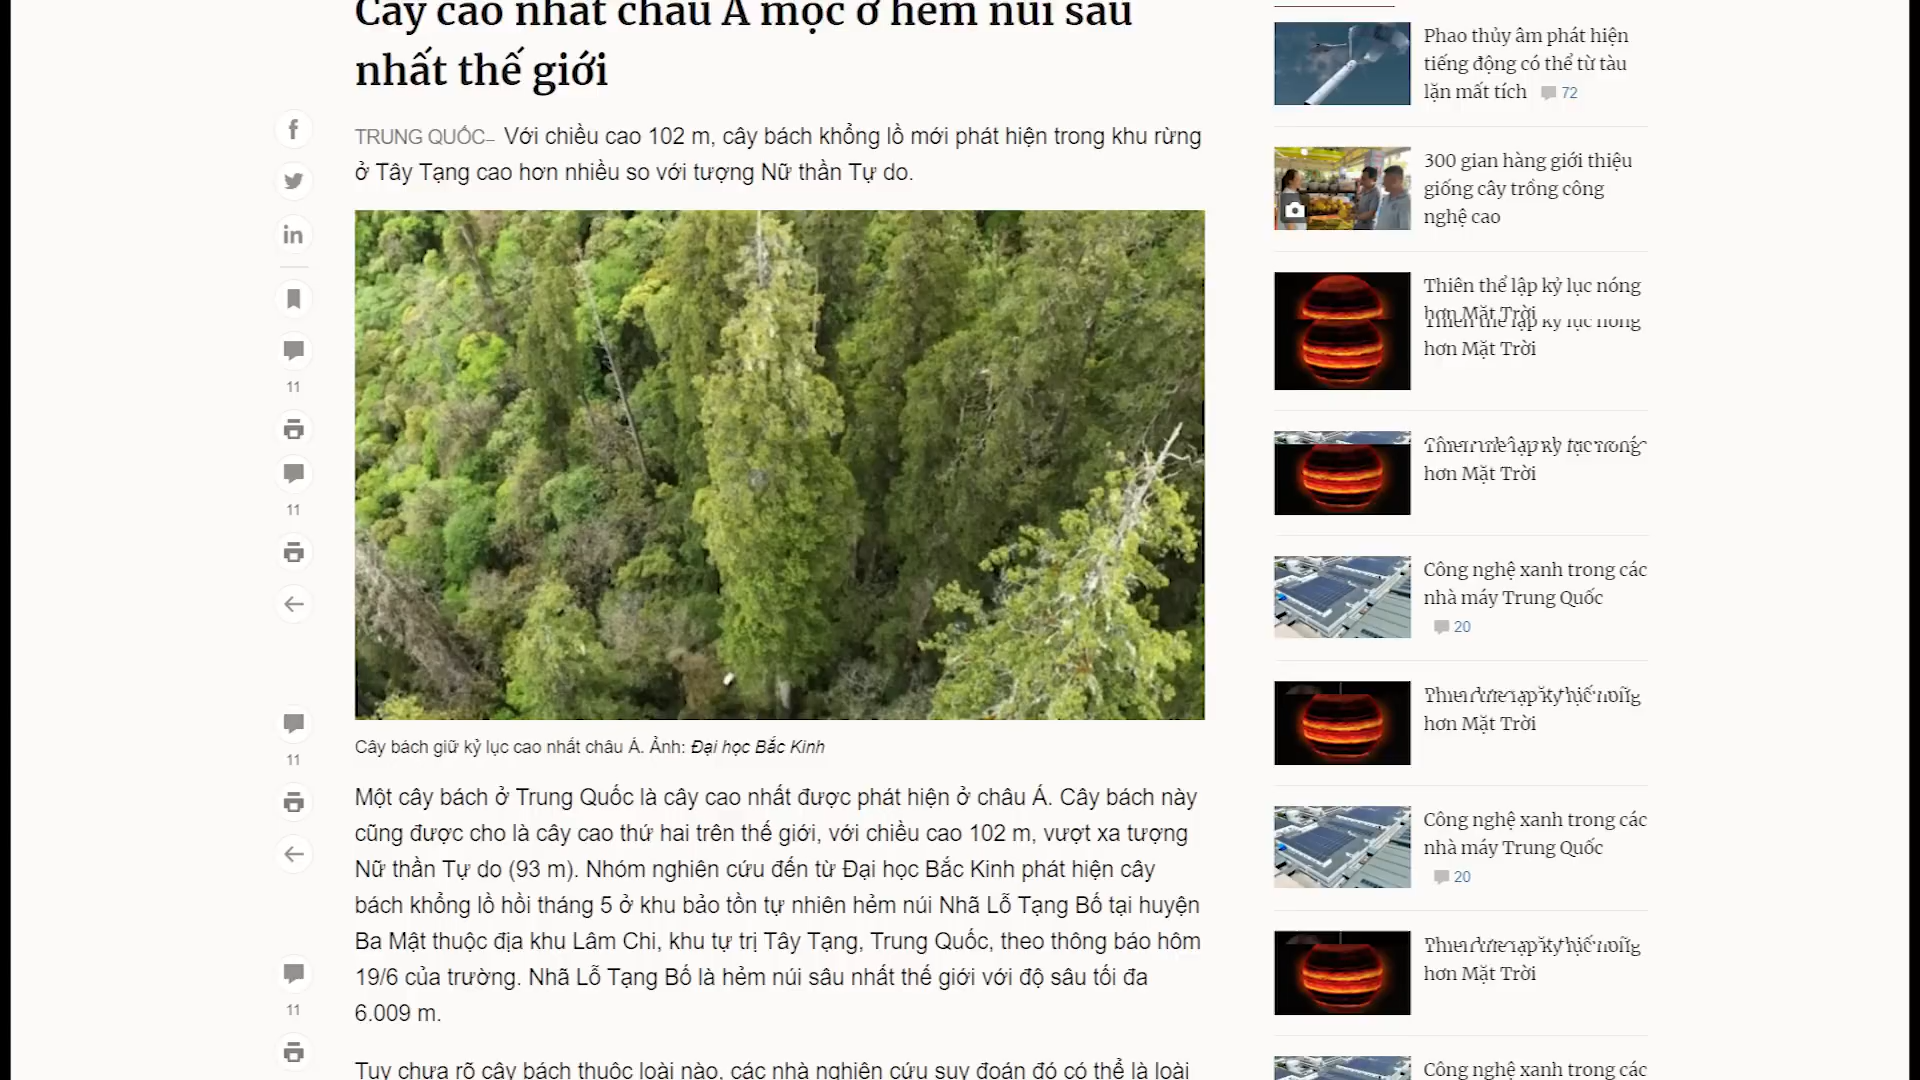 Cây cao nhất châu Á mọc ở hẻm núi sâu
nhất thế giới
TRUNG QUỐC– Với chiều cao 102 m, cây bách khổng lồ mới phát hiện trong khu rừng
ở Tây Tạng cao hơn nhiều so với tượng Nữ thần Tự do.
Cây bách giữ kỷ lục cao nhất châu Á. Ảnh: Đại học Bắc Kinh
Một cây bách ở Trung Quốc là cây cao nhất được phát hiện ở châu Á. Cây bách này
cũng được cho là cây cao thứ hai trên thế giới, với chiều cao 102 m, vượt xa tượng
Nữ thần Tự do (93 m). Nhóm nghiên cứu đến từ Đại học Bắc Kinh phát hiện cây
bách khổng lồ hồi tháng 5 ở khu bảo tồn tự nhiên hẻm núi Nhã Lỗ Tạng Bố tại huyện
Ba Mật thuộc địa khu Lâm Chi, khu tự trị Tây Tạng, Trung Quốc, theo thông báo hôm
19/6 của trường. Nhã Lỗ Tạng Bố là hẻm núi sâu nhất thế giới với độ sâu tối đa
6.009 m.
Tuy chưa rõ cây bách thuộc loài nào, các nhà nghiên cứu suy đoán đó có thể là loài
11
11
11
11
Phao thủy âm phát hiện
tiếng động có thể từ tàu
lặn mất tích 72
300 gian hàng giới thiệu
giống cây trồng công
nghệ cao
Thiên thể lập kỷ lục nóng
hơn Mặt Trời
hơn Mặt Trời
hơn Mặt Trời
Công nghệ xanh trong các
nhà máy Trung Quốc
20
hơn Mặt Trời
Công nghệ xanh trong các
nhà máy Trung Quốc
20
hơn Mặt Trời
Công nghệ xanh trong các